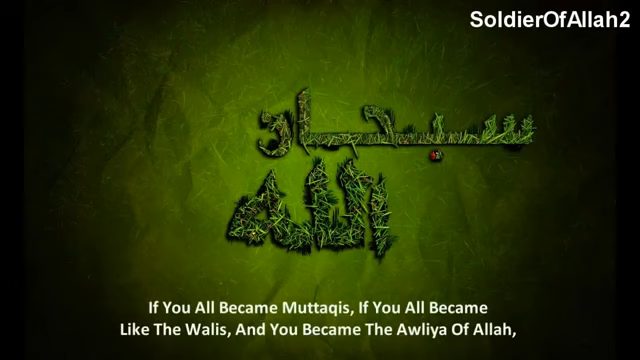 SoldierOfAllah2
سبحان
الله
If You All Became Muttaqis, If You All Became
Like The Walis, And You Became The Awliya Of Allah,